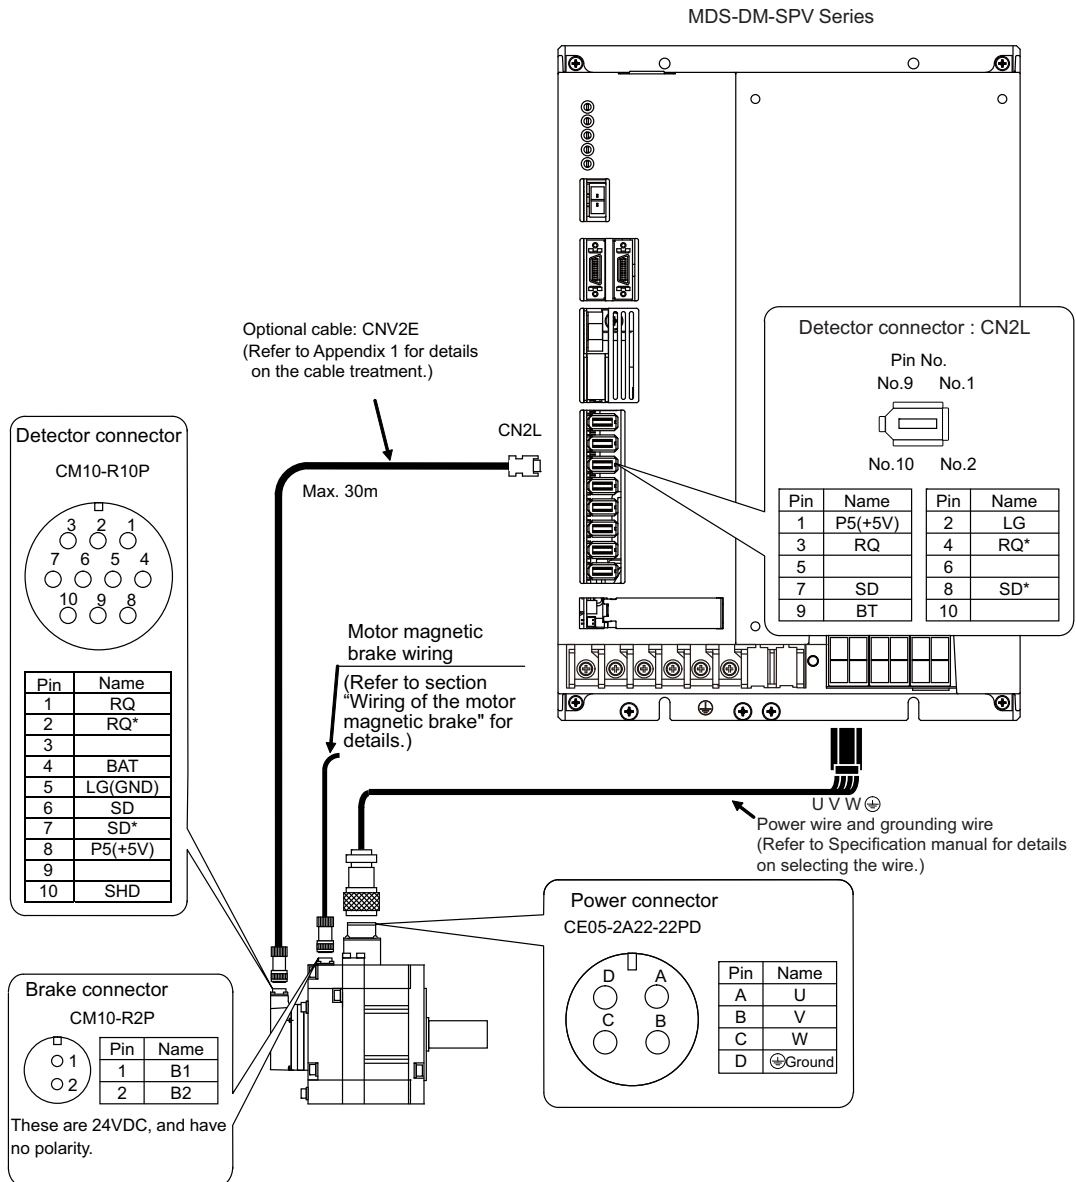 MDS-DM-SPV Series
Optional cable: CNV2E
(Refer to Appendix 1 for details
on the cable treatment.)
CN2L
Max. 30m
Detector connector : CN2L
Pin No.
No.9 No.1
No.10 No.2
Pin Name Pin Name
1 P5(+5V) 2 LG
3 RQ 4 RQ*
5 6
7 SD 8 SD*
9 BT 10
Detector connector
CM10-R10P
3 2 1
7 6 5 4
10 9 8
Pin Name
1 RQ
2 RQ*
3
4 BAT
5 LG(GND)
6 SD
7 SD*
8 P5(+5V)
9
10 SHD
Motor magnetic
brake wiring
(Refer to section
“Wiring of the motor
magnetic brake" for
details.)
U V W
Power wire and grounding wire
(Refer to Specification manual for details
on selecting the wire.)
Power connector
CE05-2A22-22PD
D A
C B
Pin Name
A U
B V
C W
D Ground
Brake connector
CM10-R2P
1
2
Pin Name
1 B1
2 B2
These are 24VDC, and have
no polarity.